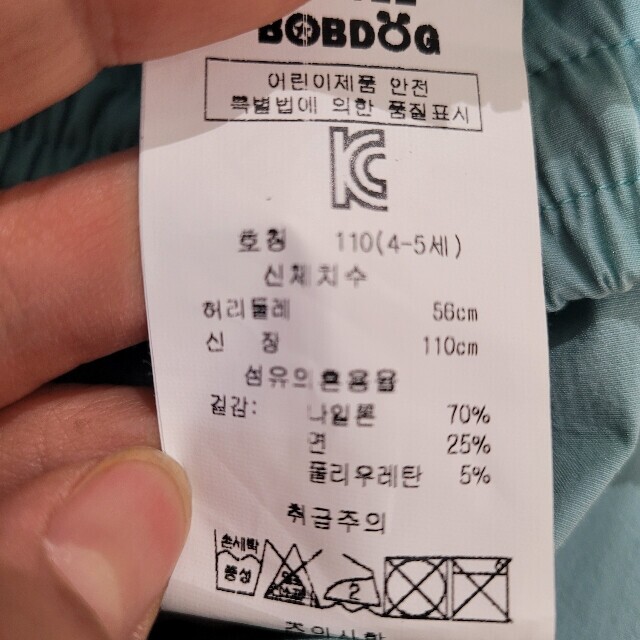 BOBDOG
어린이제품 안전
특별법에 의한 품질표시
호칭 110(4-5세)
신체치수
허리둘레 56cm
신 장 110cm
섬유의혼용율
겉감: 나일론 70%
면 25%
폴리우레탄 5%
취급주의
손세탁
중성
2